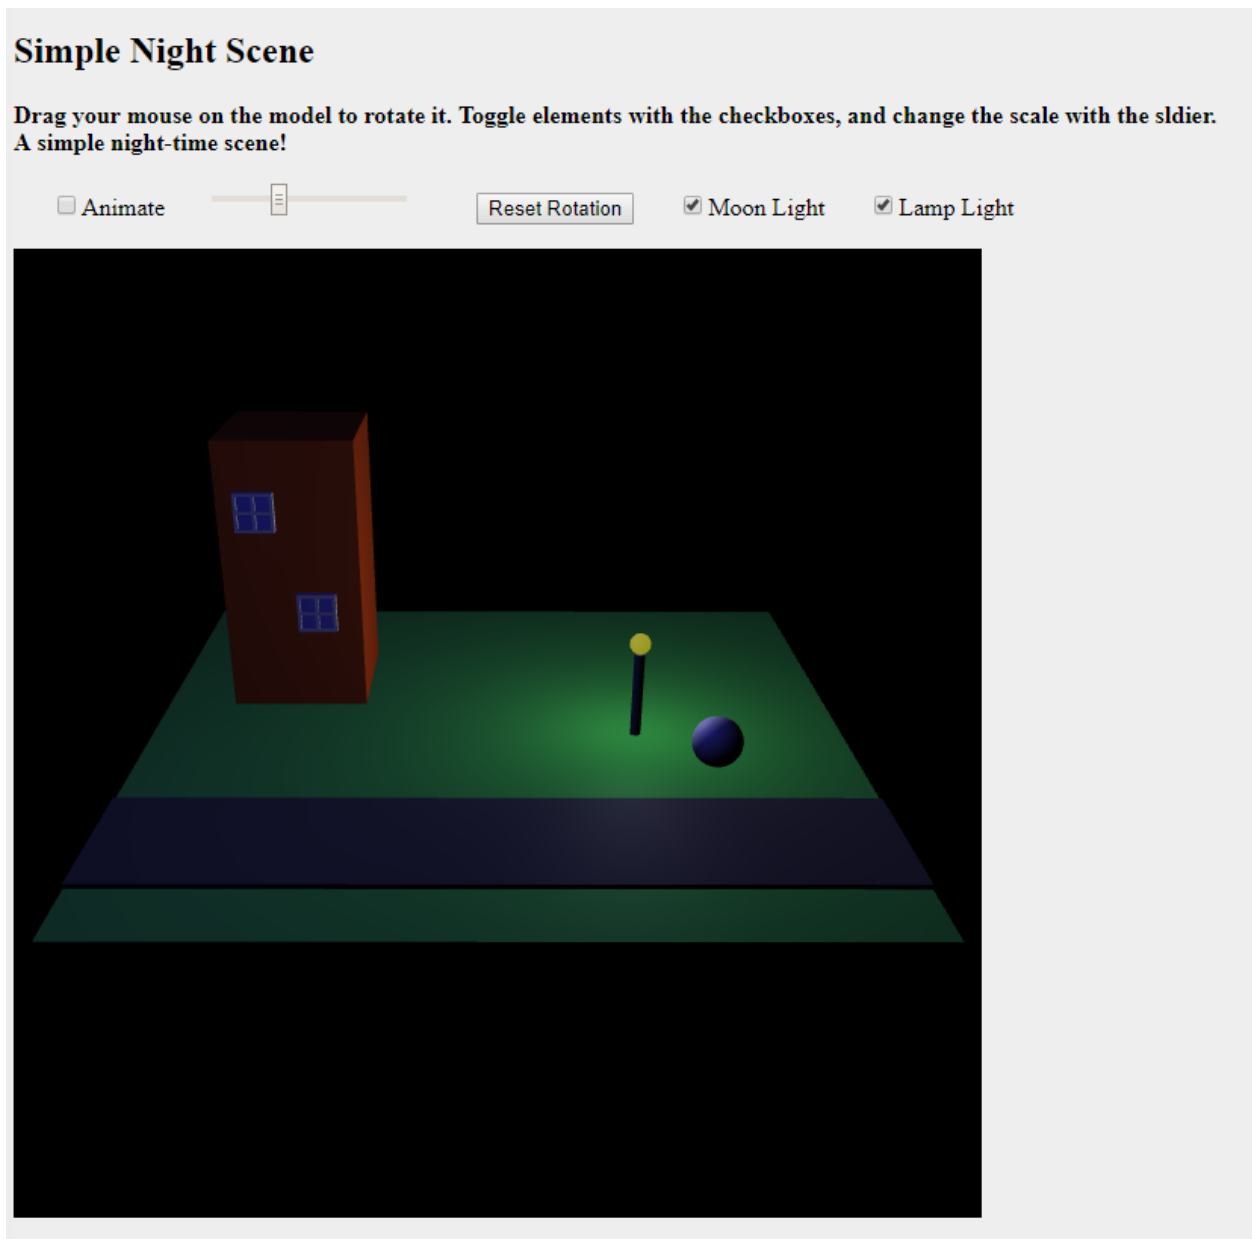 Simple Night Scene
Drag your mouse on the model to rotate it. Toggle elements with the checkboxes, and change the scale with the sldier.
A simple night-time scene!
Animate Reset Rotation Moon Light Lamp Light